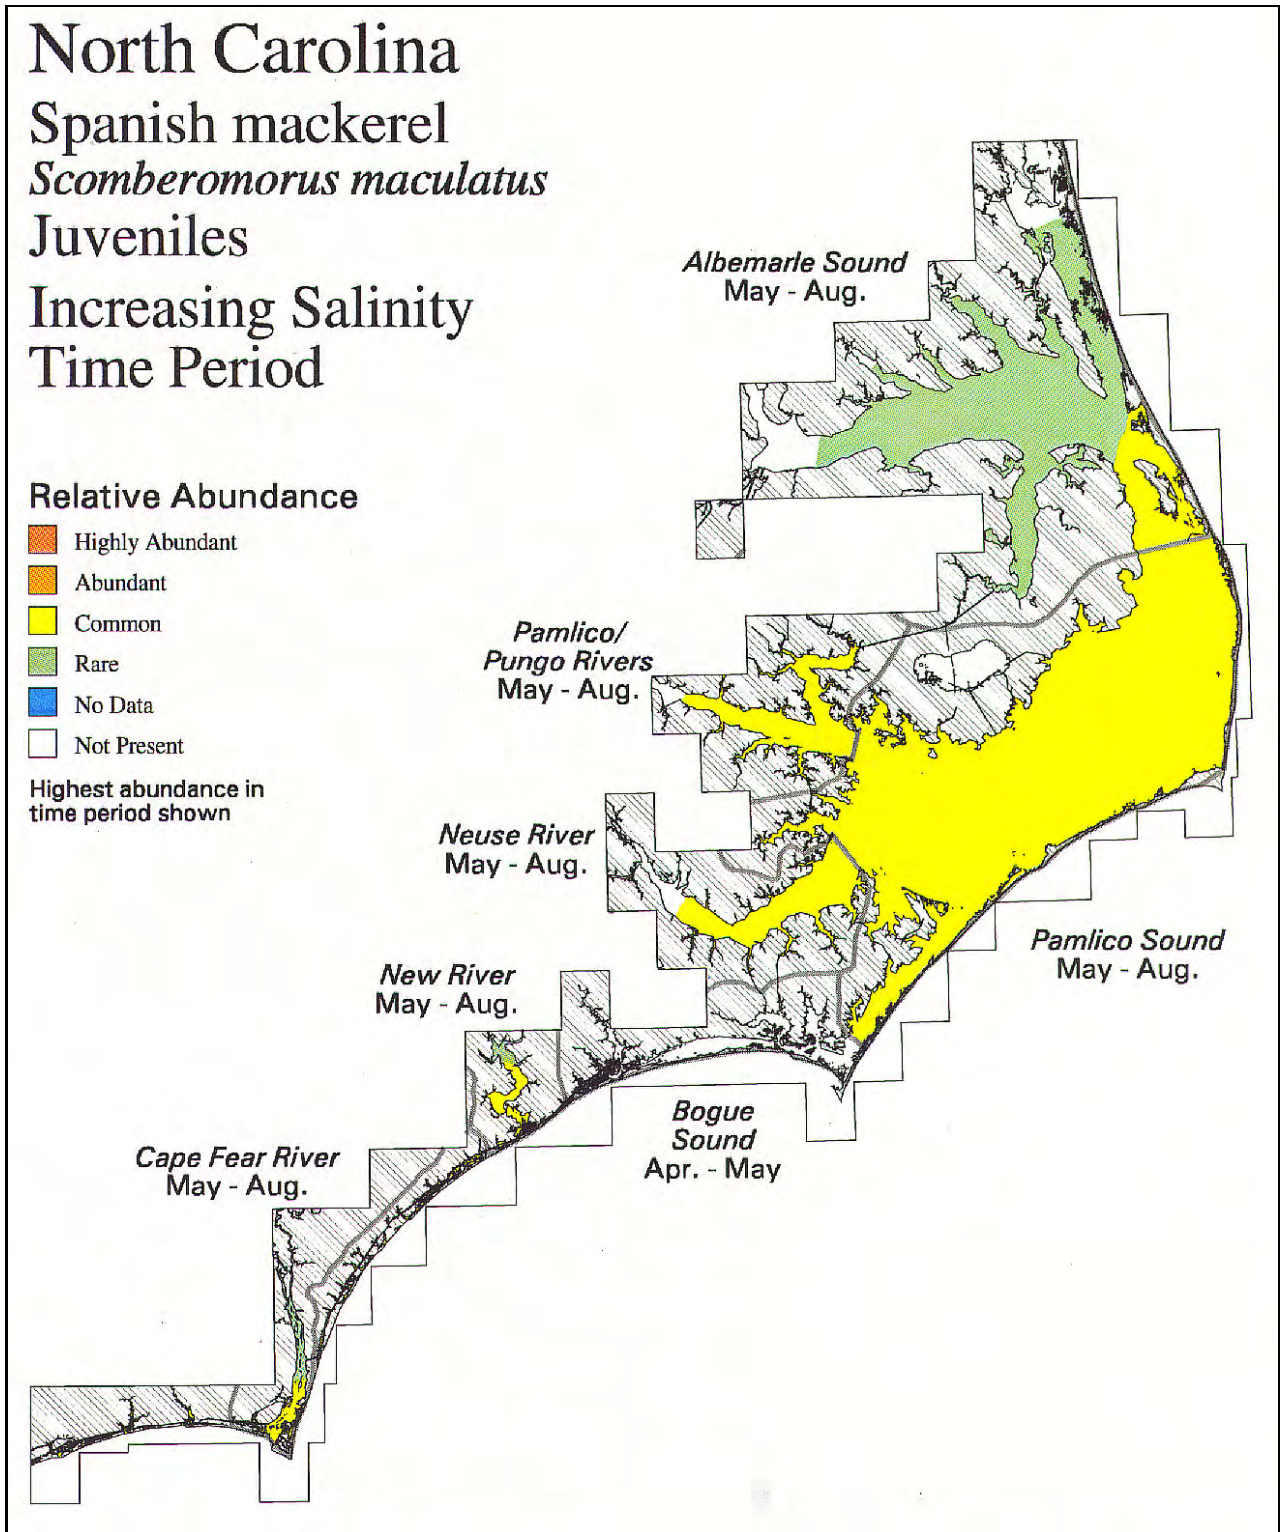 North Carolina
Spanish mackerel
Scomberomorus maculatus
Juveniles
Increasing Salinity
Time Period
Relative Abundance
Highly Abundant
Abundant
Common
Rare
No Data
Not Present
Highest abundance in
time period shown
Albemarle Sound
May - Aug.
Pamlico/
Pungo Rivers
May - Aug.
Neuse River
May - Aug.
Pamlico Sound
May - Aug.
New River
May - Aug.
Bogue
Sound
Apr. - May
Cape Fear River
May - Aug.